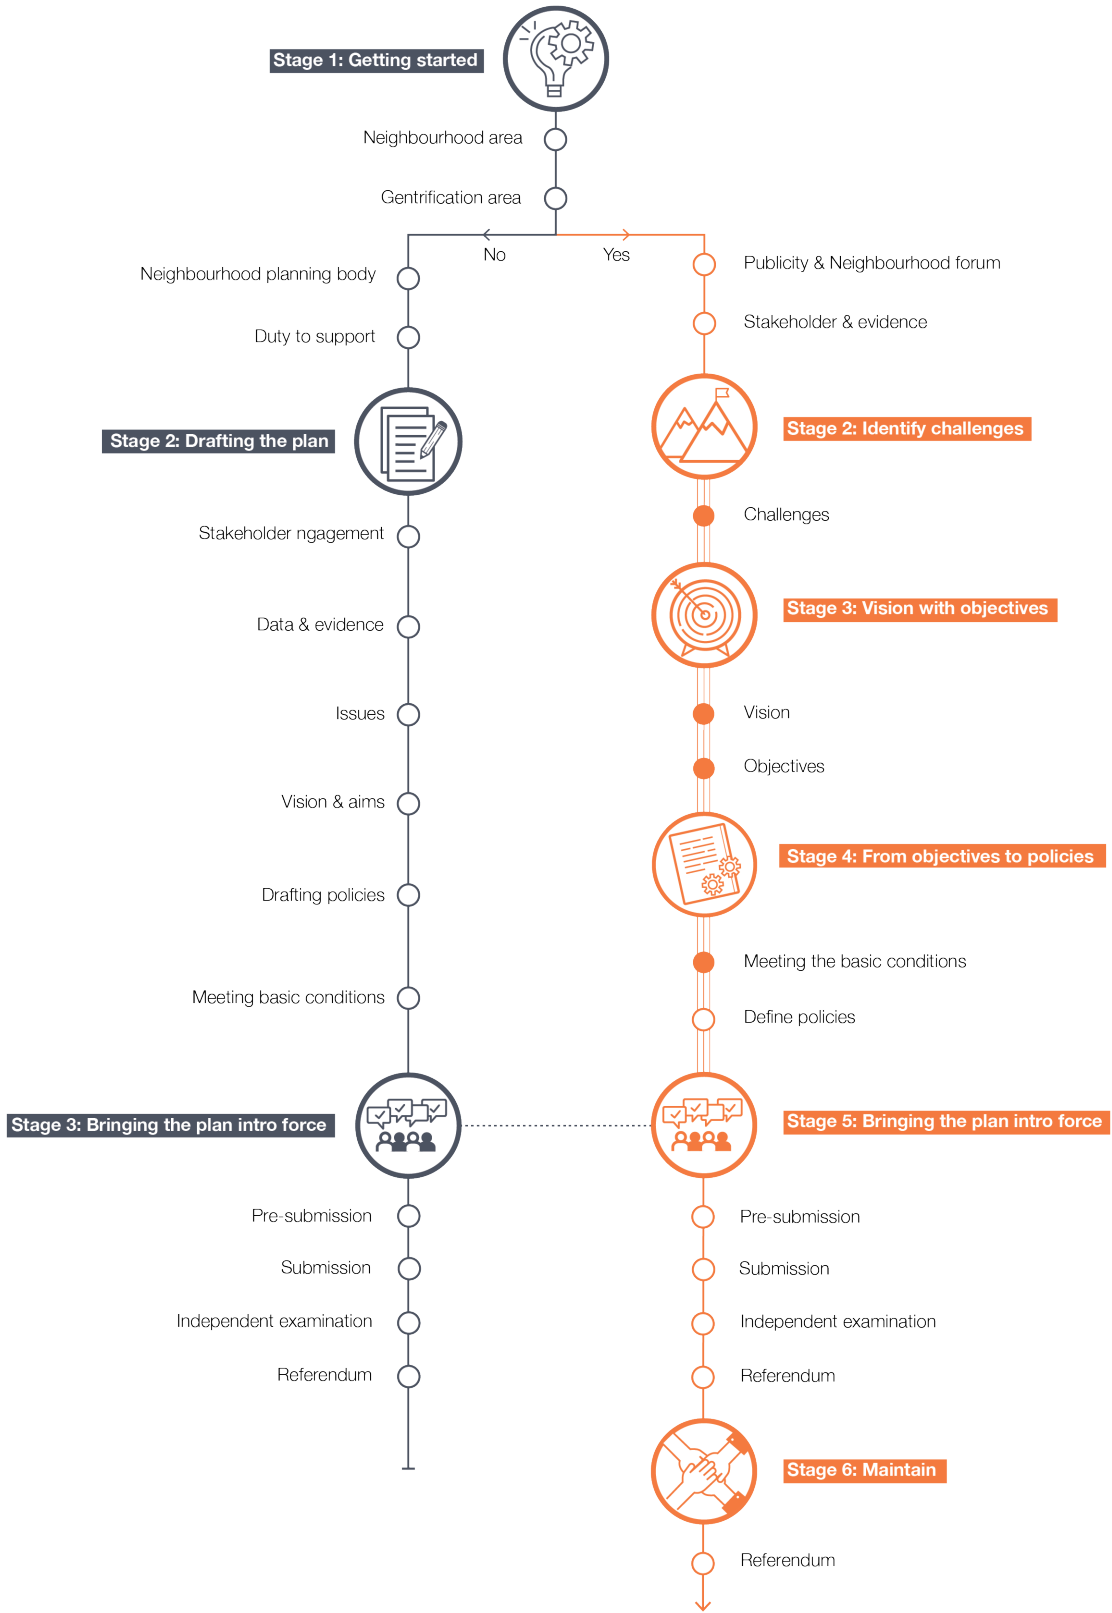 Stage 1: Getting started
Neighbourhood area
Gentrification area
No
Yes
Neighbourhood planning body
Duty to support
Stage 2: Drafting the plan
Stakeholder ngagement
Data & evidence
Issues
Vision & aims
Drafting policies
Meeting basic conditions
Stage 3: Bringing the plan intro force
Pre-submission
Submission
Independent examination
Referendum
Publicity & Neighbourhood forum
Stakeholder & evidence
Stage 2: Identify challenges
Challenges
Stage 3: Vision with objectives
Vision
Objectives
Stage 4: From objectives to policies
Meeting the basic conditions
Define policies
Stage 5: Bringing the plan intro force
Pre-submission
Submission
Independent examination
Referendum
Stage 6: Maintain
Referendum